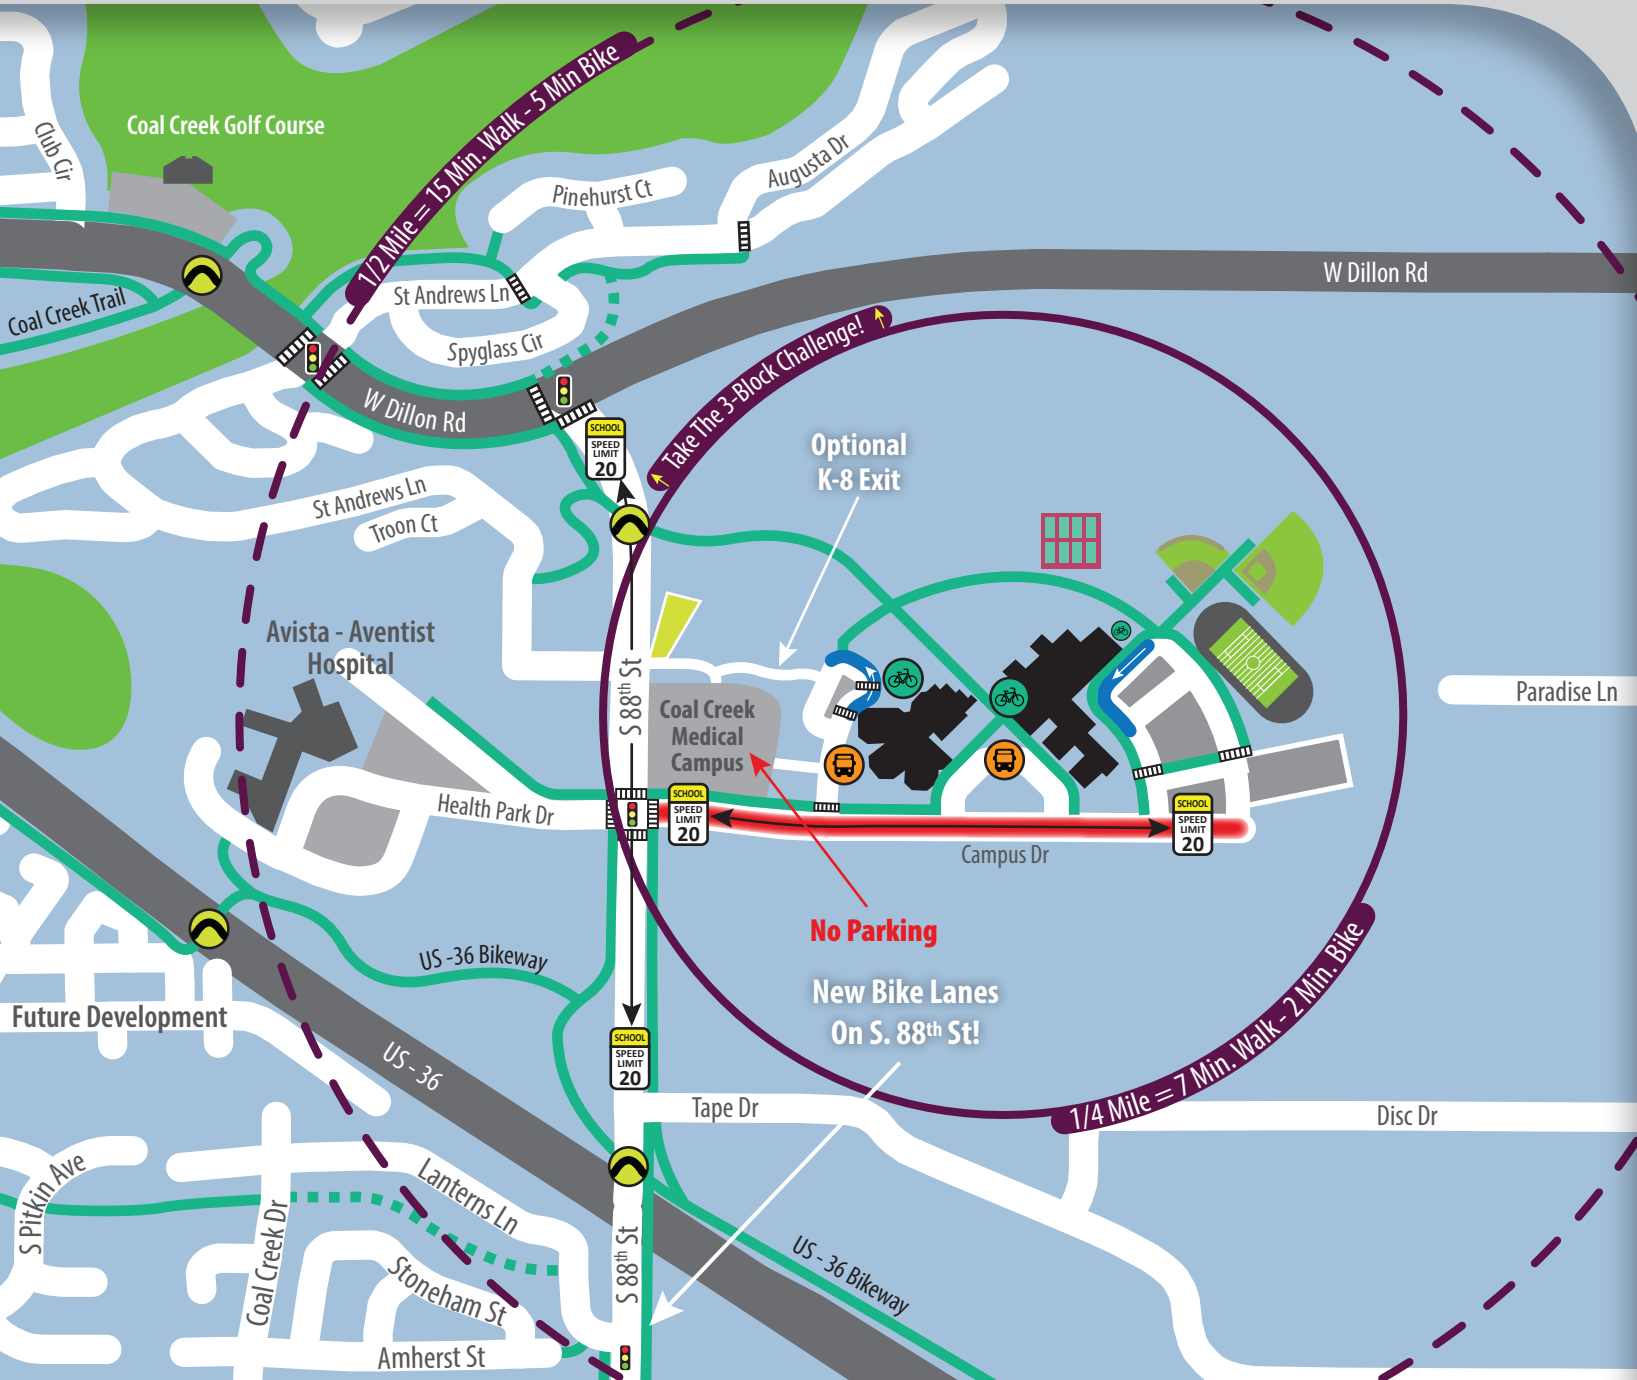 Coal Creek Golf Course
Club Cir
1/2 Mile = 15 Min. Walk - 5 Min Bike
Pinehurst Ct
Augusta Dr
Coal Creek Trail
St Andrews Ln
Spyglass Cir
W Dillon Rd
W Dillon Rd
Take The 3-Block Challenge!
SCHOOL
SPEED
LIMIT
20
Optional
K-8 Exit
St Andrews Ln
Troon Ct
Avista - Aventist
Hospital
S 88th St
Coal Creek
Medical
Campus
Paradise Ln
Health Park Dr
SCHOOL
SPEED
LIMIT
20
SCHOOL
SPEED
LIMIT
20
Campus Dr
No Parking
US -36 Bikeway
New Bike Lanes
On S. 88th St!
Future Development
US - 36
SCHOOL
SPEED
LIMIT
20
1/4 Mile = 7 Min. Walk - 2 Min. Bike
Tape Dr
Disc Dr
S Pitkin Ave
Lanterns Ln
Coal Creek Dr
Stoneham St
S 88th St
US - 36 Bikeway
Amherst St